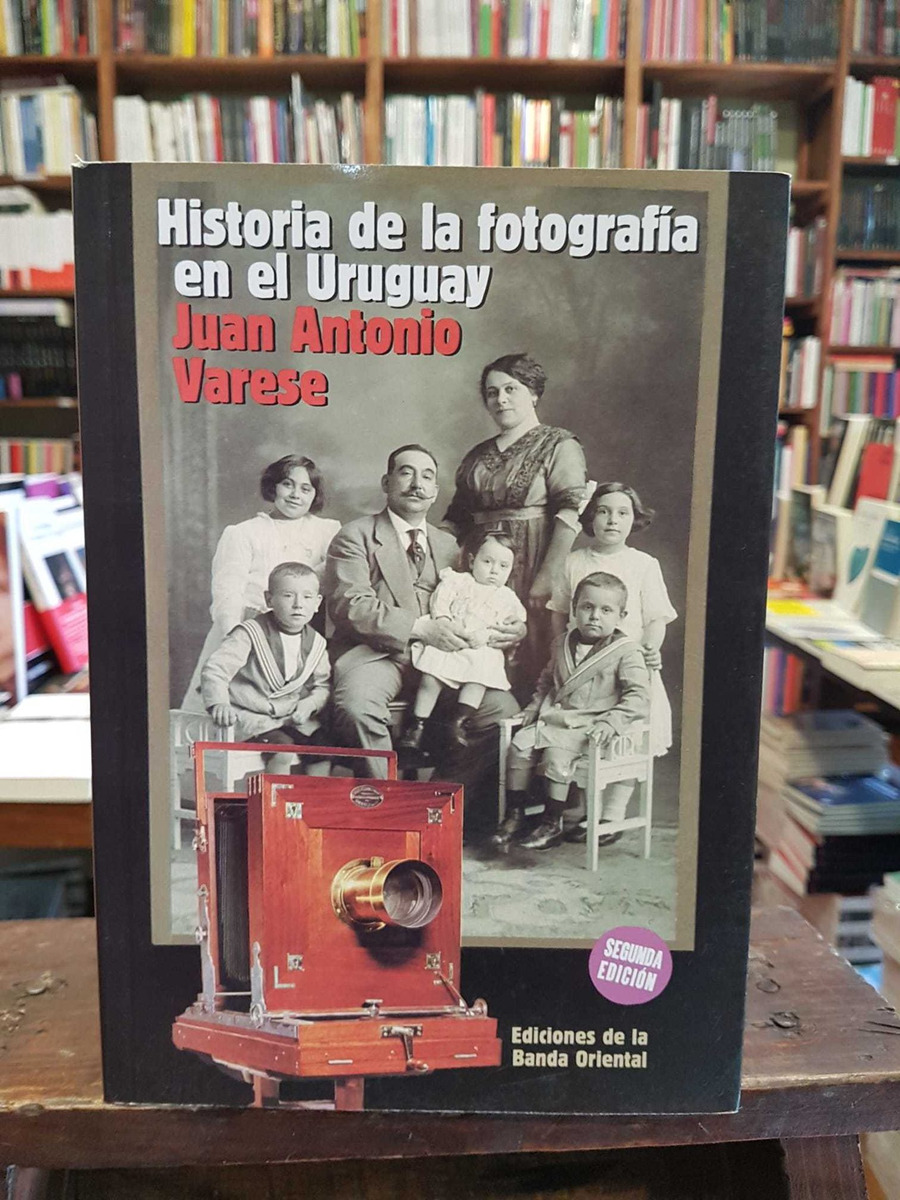 Historia de la fotografía
en el Uruguay
Juan Antonio
Varese
SEGUNDA
EDICIÓN
Ediciones de la
Banda Oriental